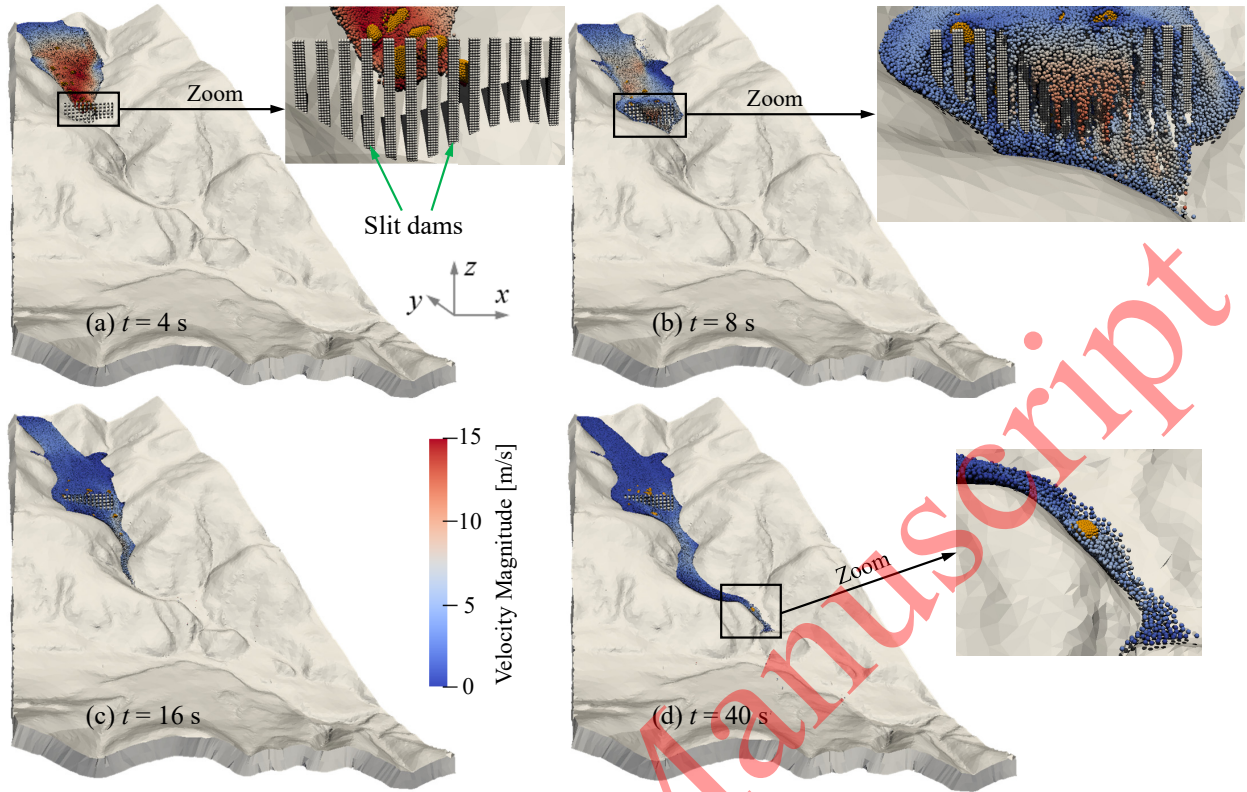 Zoom
Slit dams
z
y
x
(a) t = 4 s
Zoom
(b) t = 8 s
15
10
5
0
Velocity Magnitude [m/s]
(c) t = 16 s
Zoom
(d) t = 40 s
Manuscript